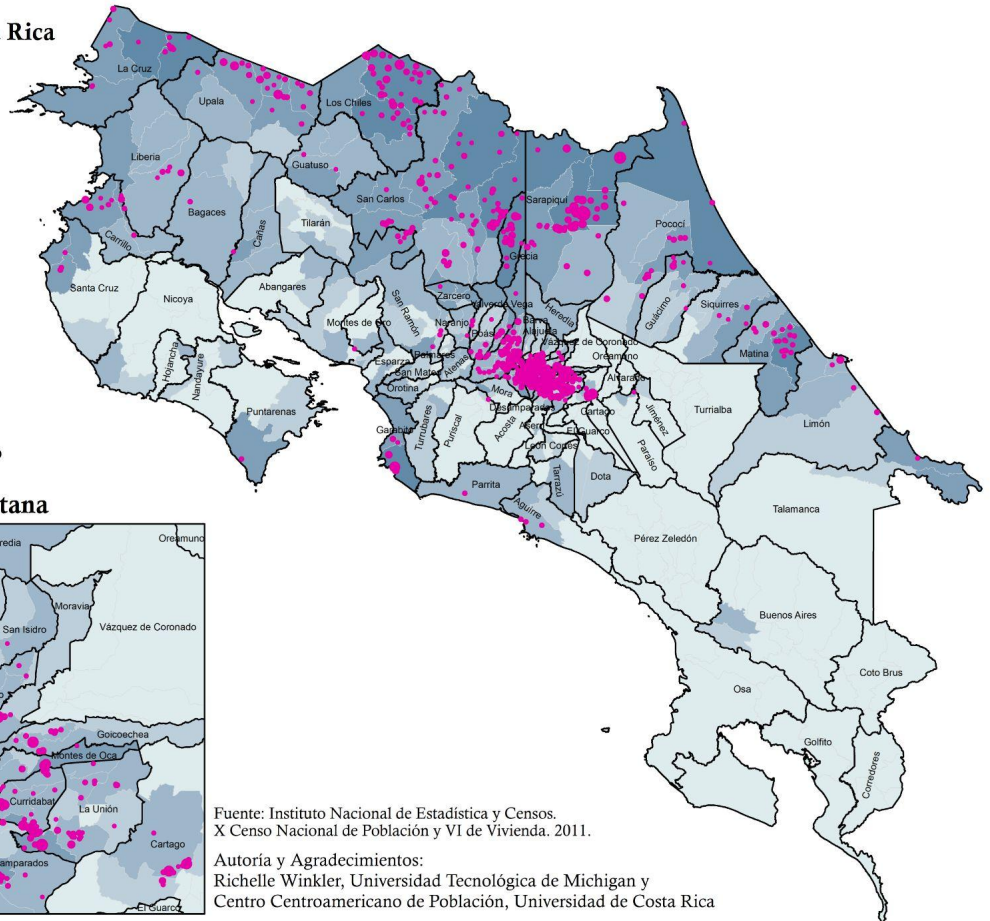 Rica
La Cruz
Upala
Los Chiles
Liberia
Guatuso
Bagaces
Cañas
Tilarán
San Carlos
Sarapiquí
Pococí
Carrillo
Grecia
Santa Cruz
Nicoya
Abangares
San Ramón
Zarcero
Valverde Vega
Heredia
Guácimo
Siquirres
Matina
Montes de Oro
Naranjo
Poás
Barva
Alajuela
Vázquez de Coronado
Oreamuno
Hojancha
Nandayure
Esparza
Palmares
San Mateo
Atenas
Orotina
Mora
Alvarado
Jiménez
Turrialba
Limón
Puntarenas
Garabito
Turrubares
Puriscal
Acosta
Desamparados
Aserrí
Cartago
El Guarco
León Cortés
Paraíso
Parrita
Tarrazú
Dota
Aguirre
Talamanca
Pérez Zeledón
Buenos Aires
Coto Brus
Osa
Golfito
Corredores
tana
redia
Oreamuno
Moravia
San Isidro
Vázquez de Coronado
Goicoechea
Montes de Oca
Curridabat
La Unión
Cartago
amparados
El Guarco
Fuente: Instituto Nacional de Estadística y Censos.
X Censo Nacional de Población y VI de Vivienda. 2011.
Autoría y Agradecimientos:
Richelle Winkler, Universidad Tecnológica de Michigan y
Centro Centroamericano de Población, Universidad de Costa Rica